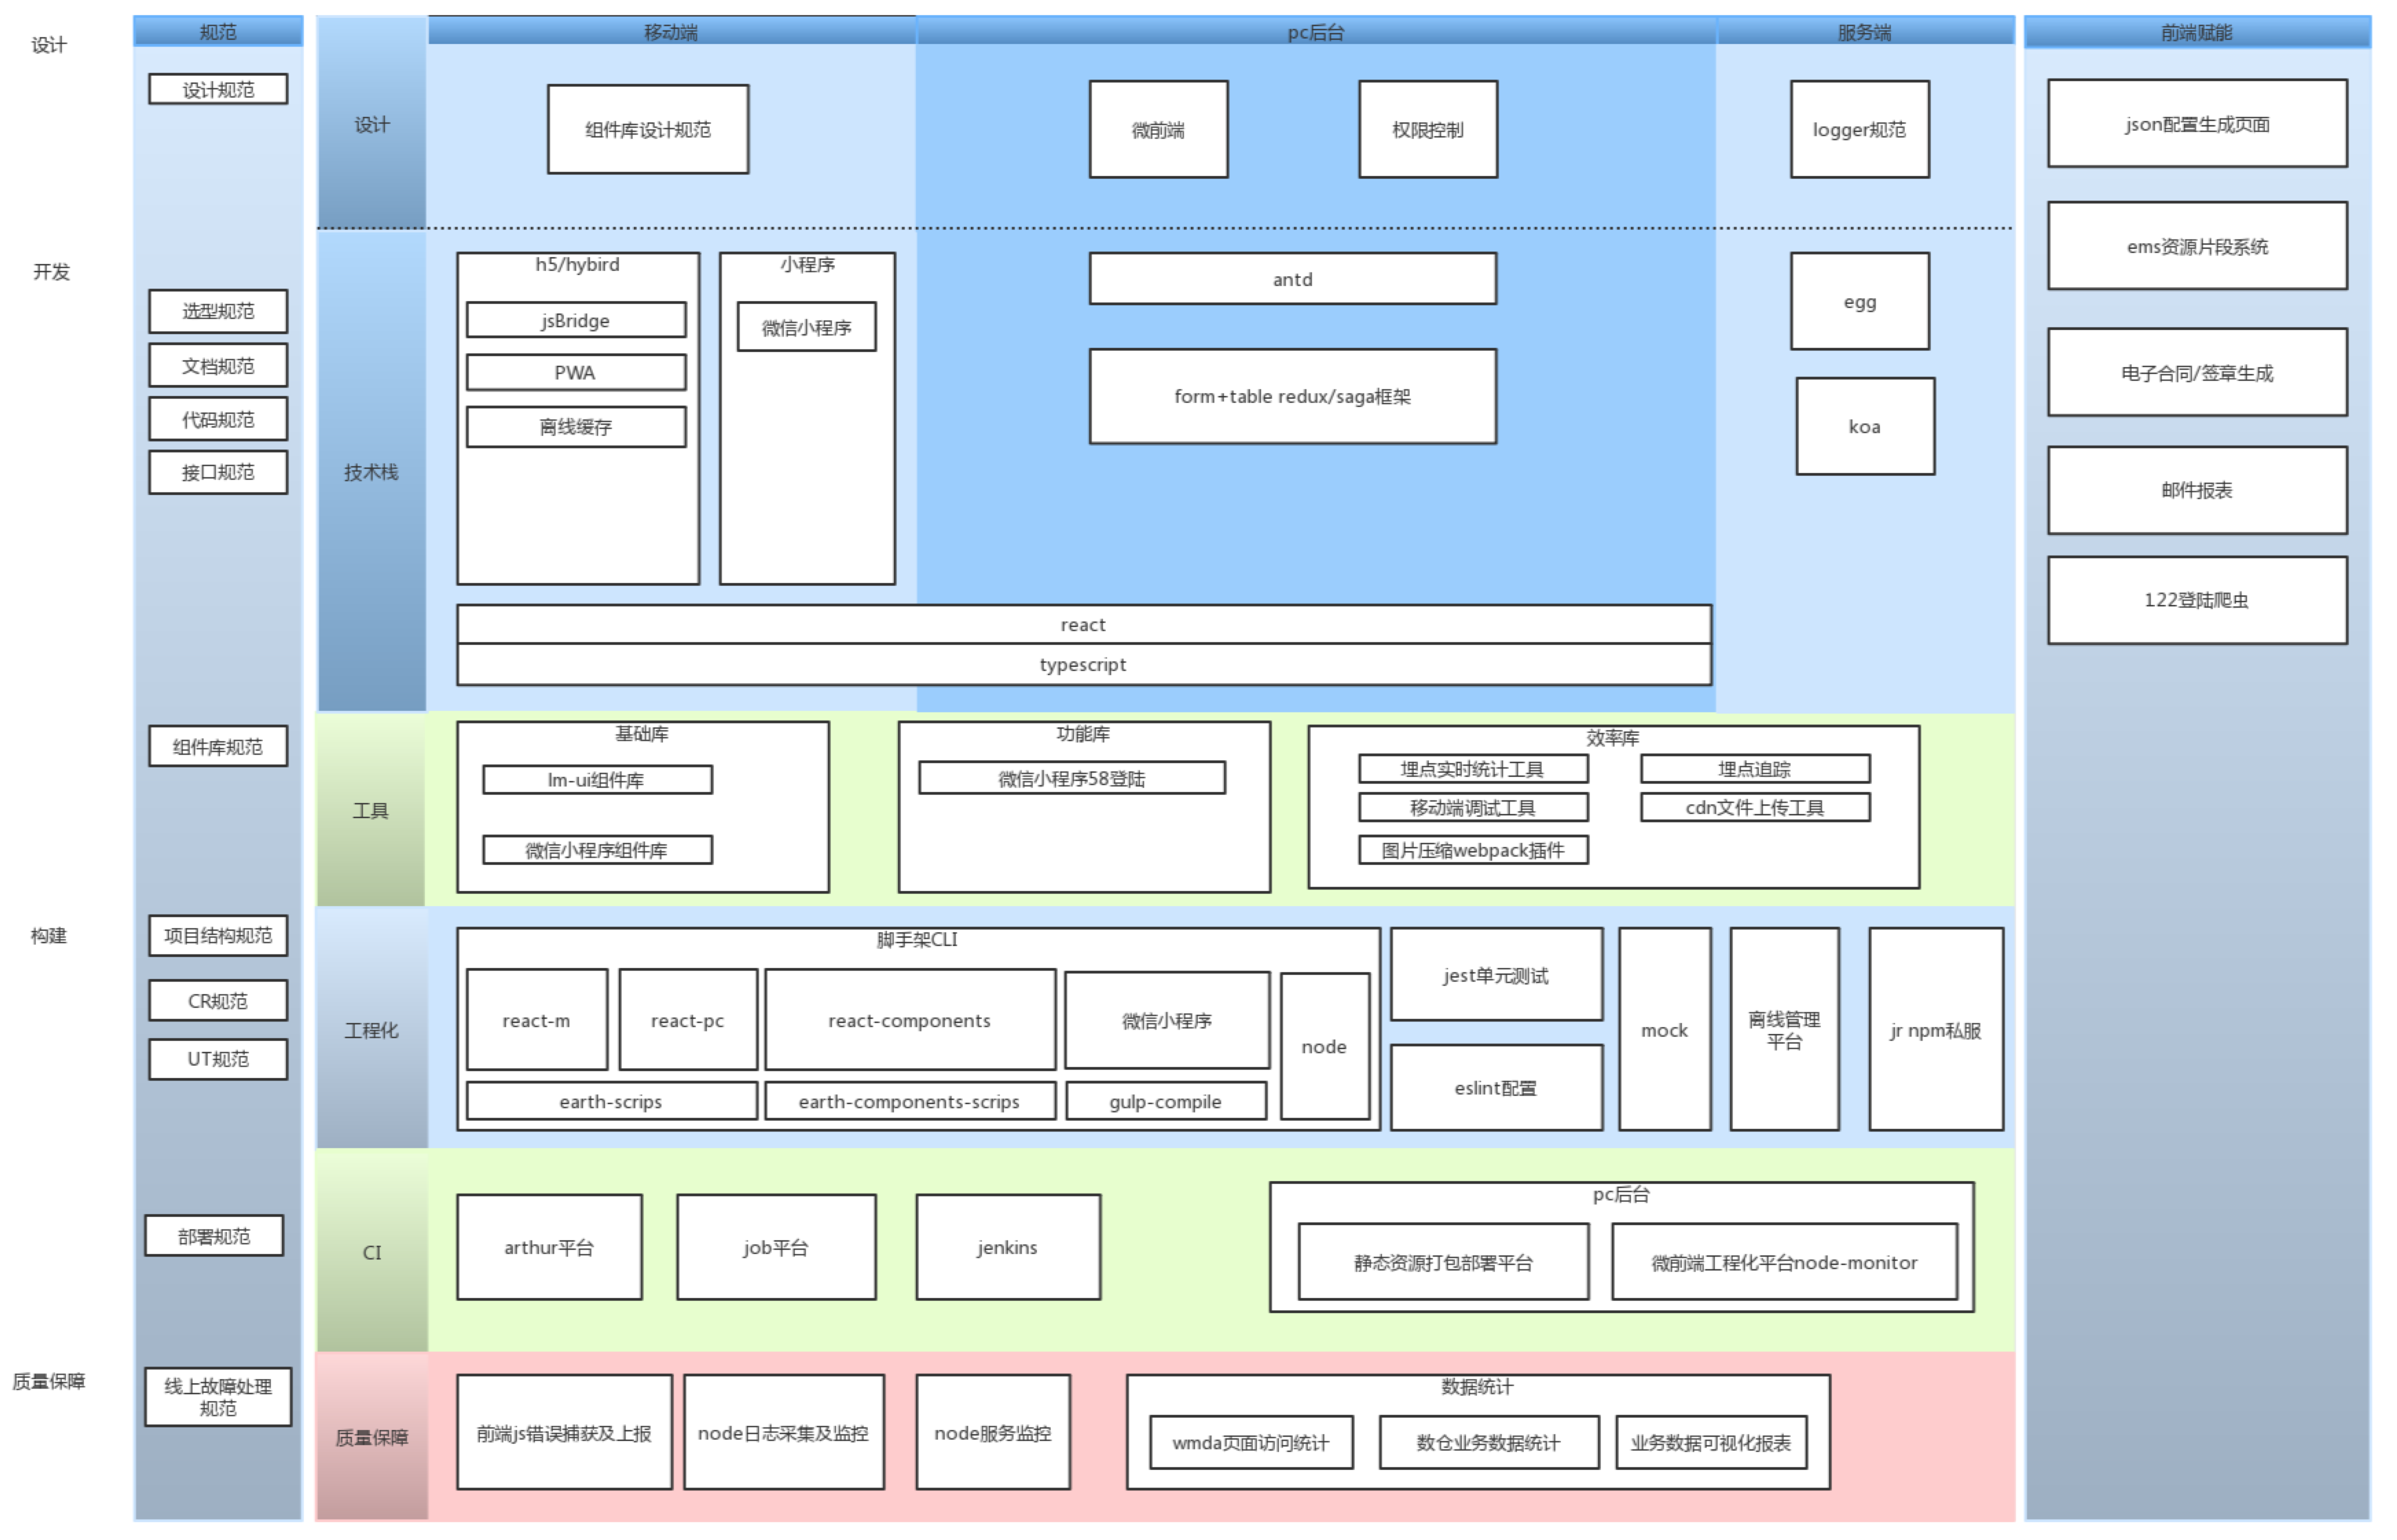 设计
开发
构建
质量保障
规范
设计规范
选型规范
文档规范
代码规范
接口规范
组件库规范
项目结构规范
CR规范
UT规范
部署规范
线上故障处理
规范
移动端
pc后台
服务端
设计
组件库设计规范
微前端
权限控制
logger规范
技术栈
h5/hybird
jsBridge
PWA
离线缓存
小程序
微信小程序
antd
form+table redux/saga框架
egg
koa
react
typescript
工具
基础库
lm-ui组件库
微信小程序组件库
功能库
微信小程序58登陆
效率库
埋点实时统计工具
埋点追踪
移动端调试工具
cdn文件上传工具
图片压缩webpack插件
工程化
脚手架CLI
react-m
react-pc
react-components
微信小程序
node
earth-scrips
earth-components-scrips
gulp-compile
jest单元测试
eslint配置
mock
离线管理
平台
jr npm私服
CI
arthur平台
job平台
jenkins
pc后台
静态资源打包部署平台
微前端工程化平台node-monitor
质量保障
前端js错误捕获及上报
node日志采集及监控
node服务监控
数据统计
wmda页面访问统计
数仓业务数据统计
业务数据可视化报表
前端赋能
json配置生成页面
ems资源片段系统
电子合同/签章生成
邮件报表
122登陆爬虫